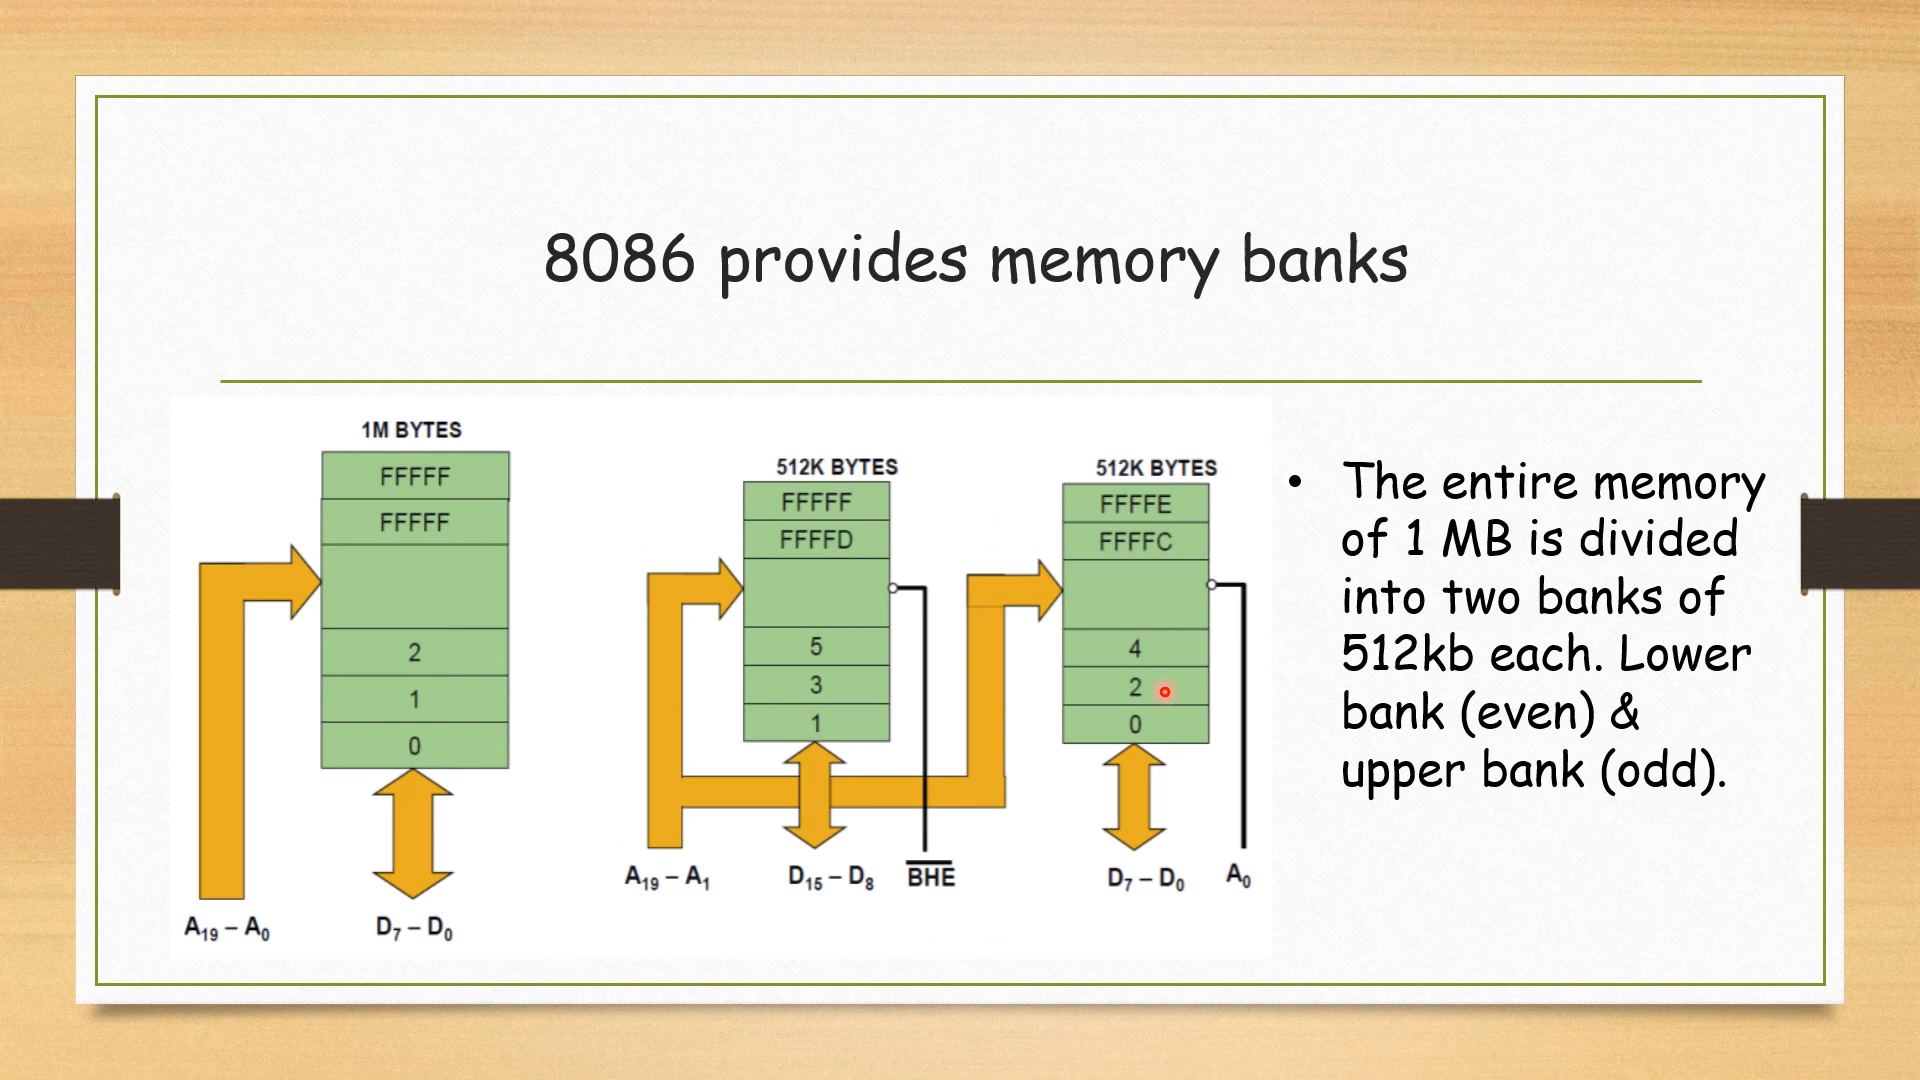 8086 provides memory banks
1M BYTES
FFFFF
FFFFF
2
1
0
A19 – A0
D7 – D0
512K BYTES
FFFFF
FFFFD
5
3
1
A19 – A1
D15 – D8
BHE
512K BYTES
FFFFE
FFFFC
4
2
0
D7 – D0
A0
• The entire memory
of 1 MB is divided
into two banks of
512kb each. Lower
bank (even) &
upper bank (odd).